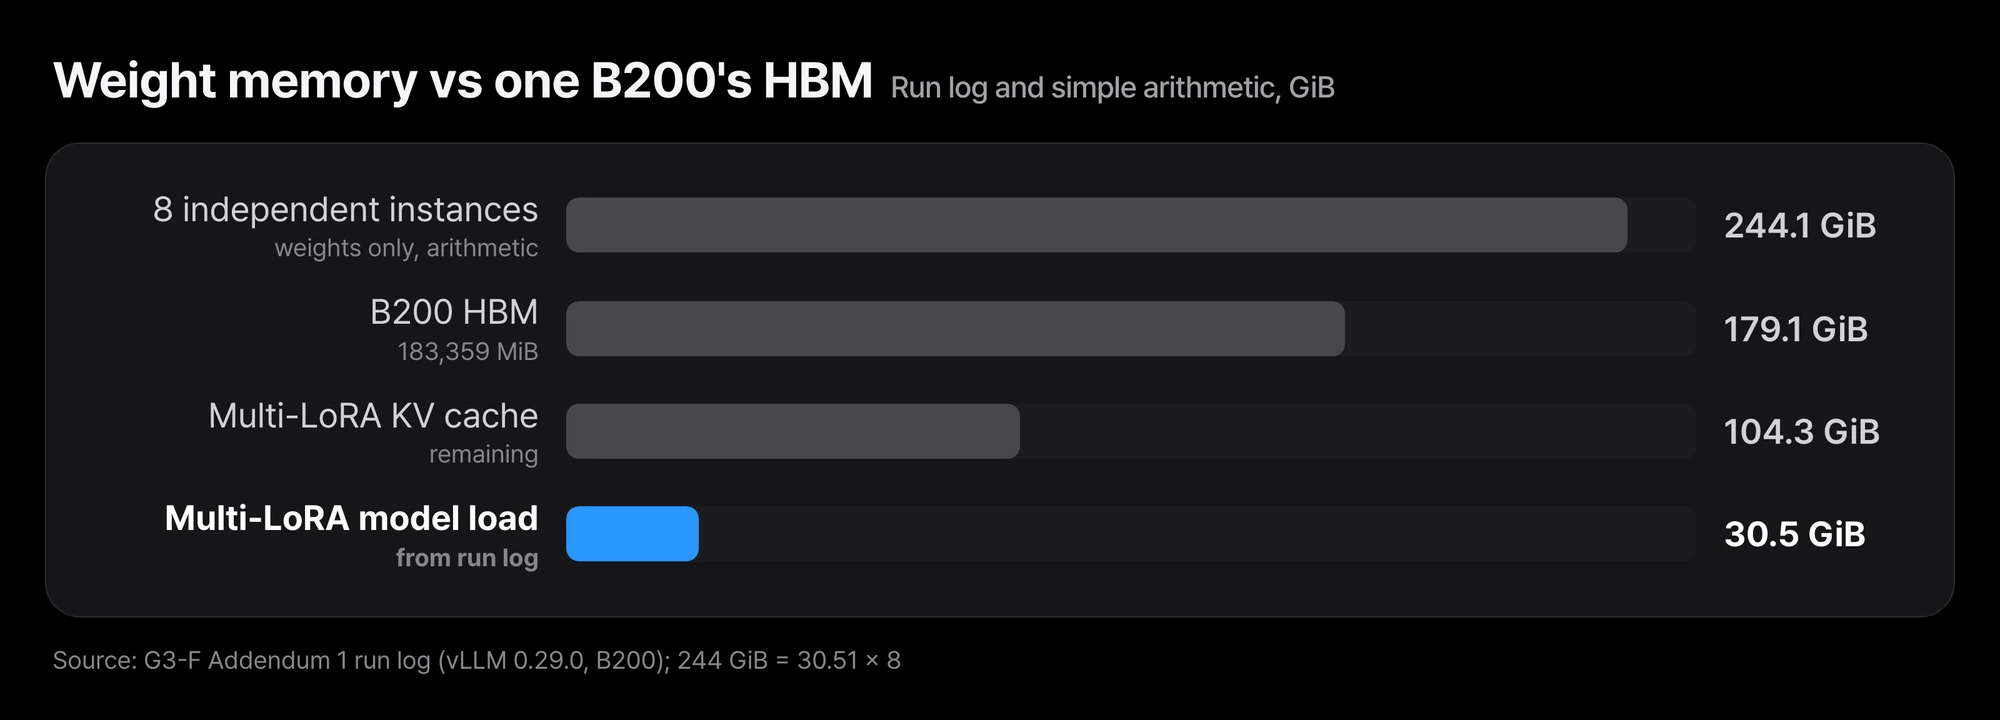 Weight memory vs one B200's HBM Run log and simple arithmetic, GiB
8 independent instances
weights only, arithmetic
244.1 GiB
B200 HBM
183,359 MiB
179.1 GiB
Multi-LoRA KV cache
remaining
104.3 GiB
Multi-LoRA model load
from run log
30.5 GiB
Source: G3-F Addendum 1 run log (vLLM 0.29.0, B200); 244 GiB = 30.51 × 8